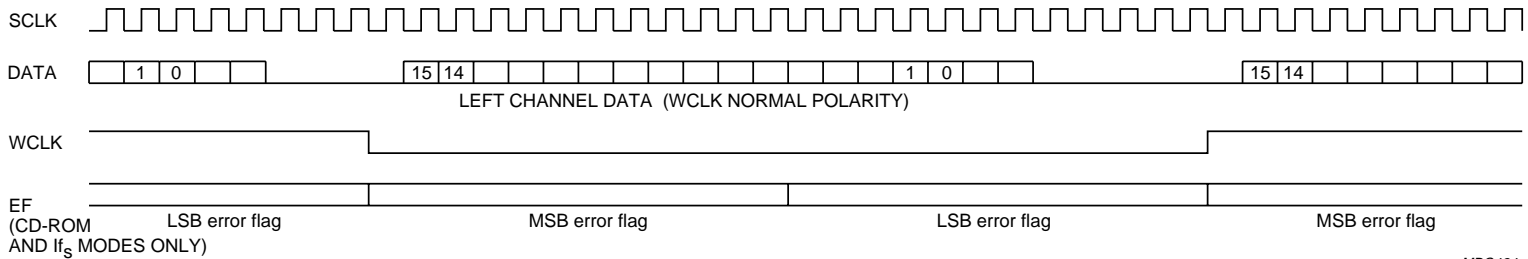 SCLK
DATA 1 0 15 14 1 0 15 14
LEFT CHANNEL DATA (WCLK NORMAL POLARITY)
WCLK
EF
(CD-ROM
AND Ifs MODES ONLY)
LSB error flag MSB error flag LSB error flag MSB error flag